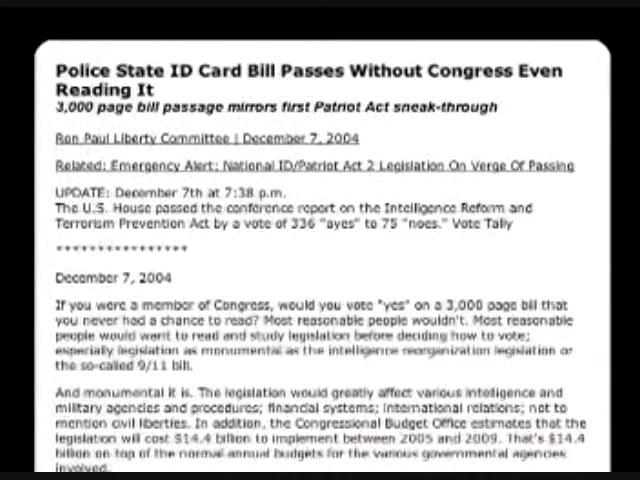 Police State ID Card Bill Passes Without Congress Even
Reading It
3,000 page bill passage mirrors first Patriot Act sneak-through
Ron Paul Liberty Committee | December 7, 2004
Related: Emergency Alert: National ID/Patriot Act 2 Legislation On Verge Of Passing
UPDATE: December 7th at 7:38 p.m.
The U.S. House passed the conference report on the Intelligence Reform and
Terrorism Prevention Act by a vote of 336 "ayes" to 75 "noes." Vote Tally
****************
December 7, 2004
If you were a member of Congress, would you vote "yes" on a 3,000 page bill that
you never had a chance to read? Most reasonable people wouldn't. Most reasonable
people would want to read and study legislation before deciding how to vote;
especially legislation as monumental as the intelligence reorganization legislation or
the so-called 9/11 bill.
And monumental it is. The legislation would greatly affect various intelligence and
military agencies and procedures; financial systems; international relations; not to
mention civil liberties. In addition, the Congressional Budget Office estimates that the
legislation will cost $14.4 billion to implement between 2005 and 2009. That's $14.4
billion on top of the normal annual budgets for the various governmental agencies
involved.